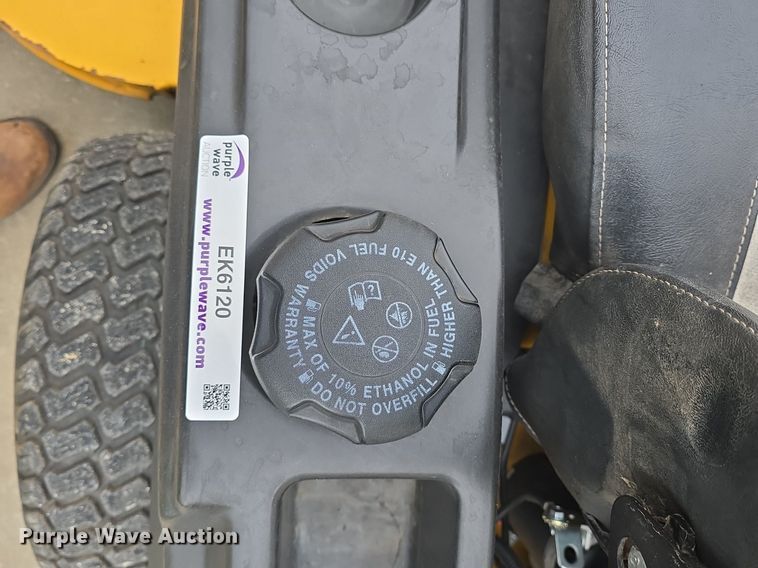 purple wave
AUCTION
www.purplewave.com
EK6120
HIGHER THAN E10 FUEL VOIDS WARRANTY
MAX OF 10% ETHANOL IN FUEL
DO NOT OVERFILL
Purple Wave Auction®